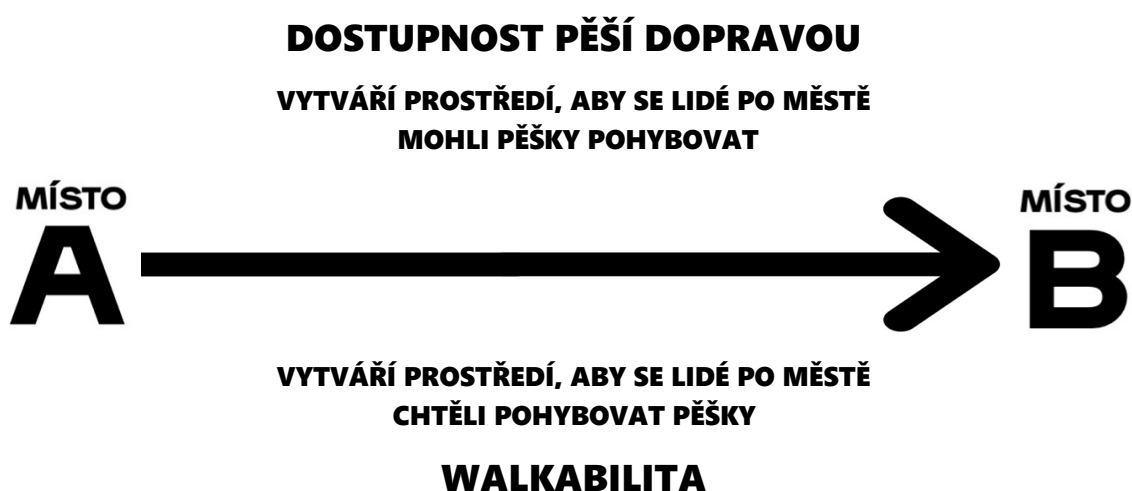 DOSTUPNOST PĚŠÍ DOPRAVOU
VYTVÁŘÍ PROSTŘEDÍ, ABY SE LIDÉ PO MĚSTĚ
MOHLI PĚŠKY POHYBOVAT
MÍSTO
A
MÍSTO
B
VYTVÁŘÍ PROSTŘEDÍ, ABY SE LIDÉ PO MĚSTĚ
CHTĚLI POHYBOVAT PĚŠKY
WALKABILITA